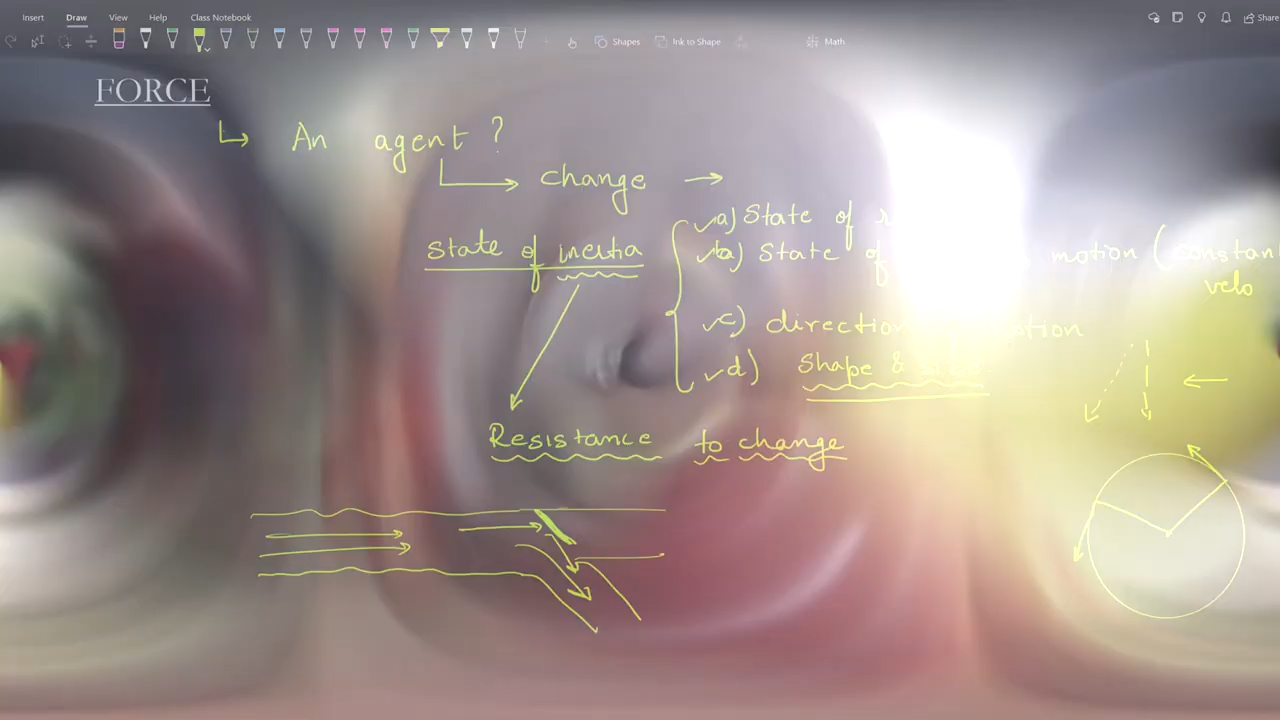 Insert Draw View Help Class Notebook Share
Shapes Ink to Shape Math
FORCE
An agent ?
change
State of inertia
a) State of
b) State of motion (constan
velo
c) direction
d) Shape &
Resistance to change